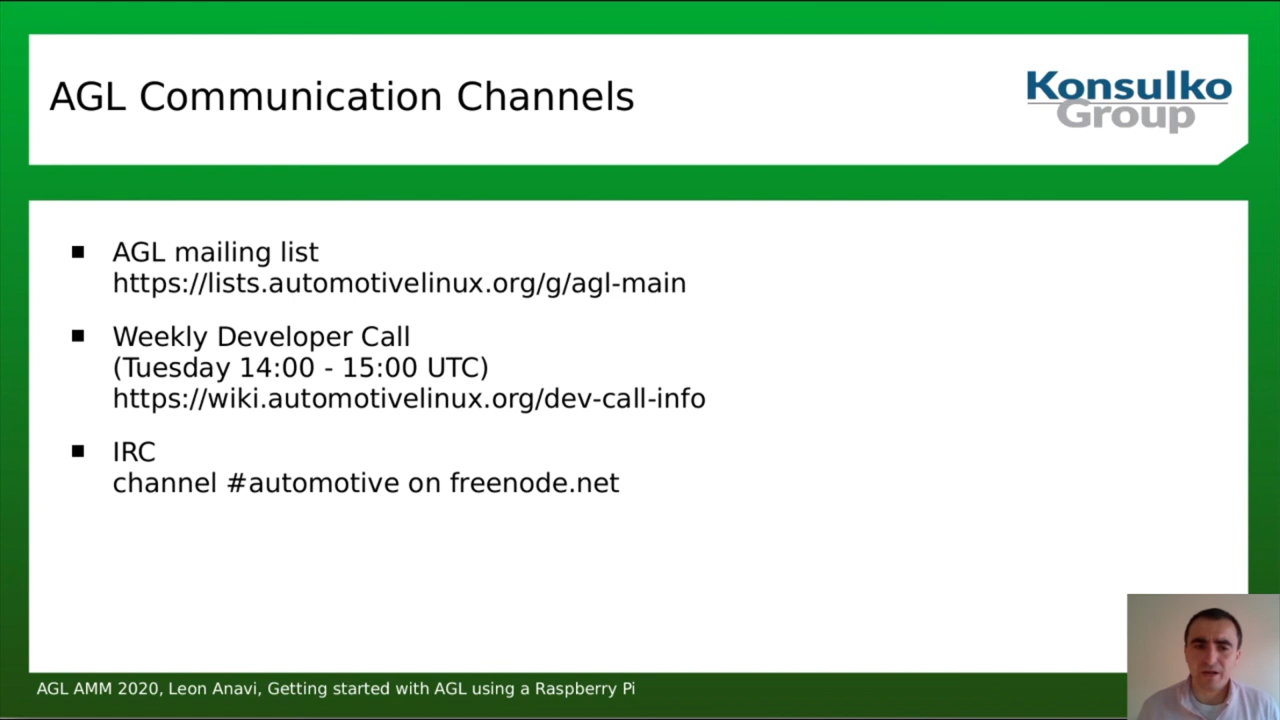 AGL Communication Channels
Konsulko
Group
AGL mailing list
https://lists.automotivelinux.org/g/agl-main
Weekly Developer Call
(Tuesday 14:00 - 15:00 UTC)
https://wiki.automotivelinux.org/dev-call-info
IRC
channel #automotive on freenode.net
AGL AMM 2020, Leon Anavi, Getting started with AGL using a Raspberry Pi